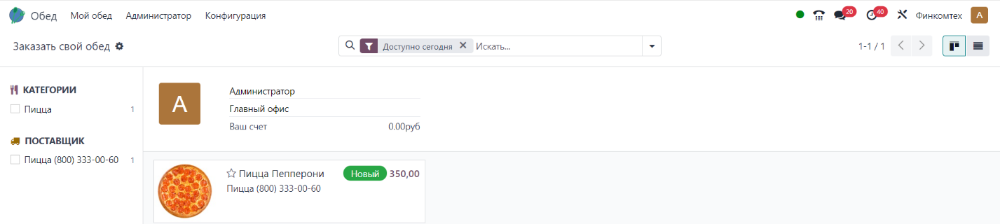 Обед Мой обед Администратор Конфигурация 20 40 Финкомтех А
Заказать свой обед Доступно сегодня Искать... 1-1 / 1
КАТЕГОРИИ
Пицца 1
ПОСТАВЩИК
Пицца (800) 333-00-60 1
А
Администратор
Главный офис
Ваш счет 0.00руб
Пицца Пепперони Новый 350,00
Пицца (800) 333-00-60